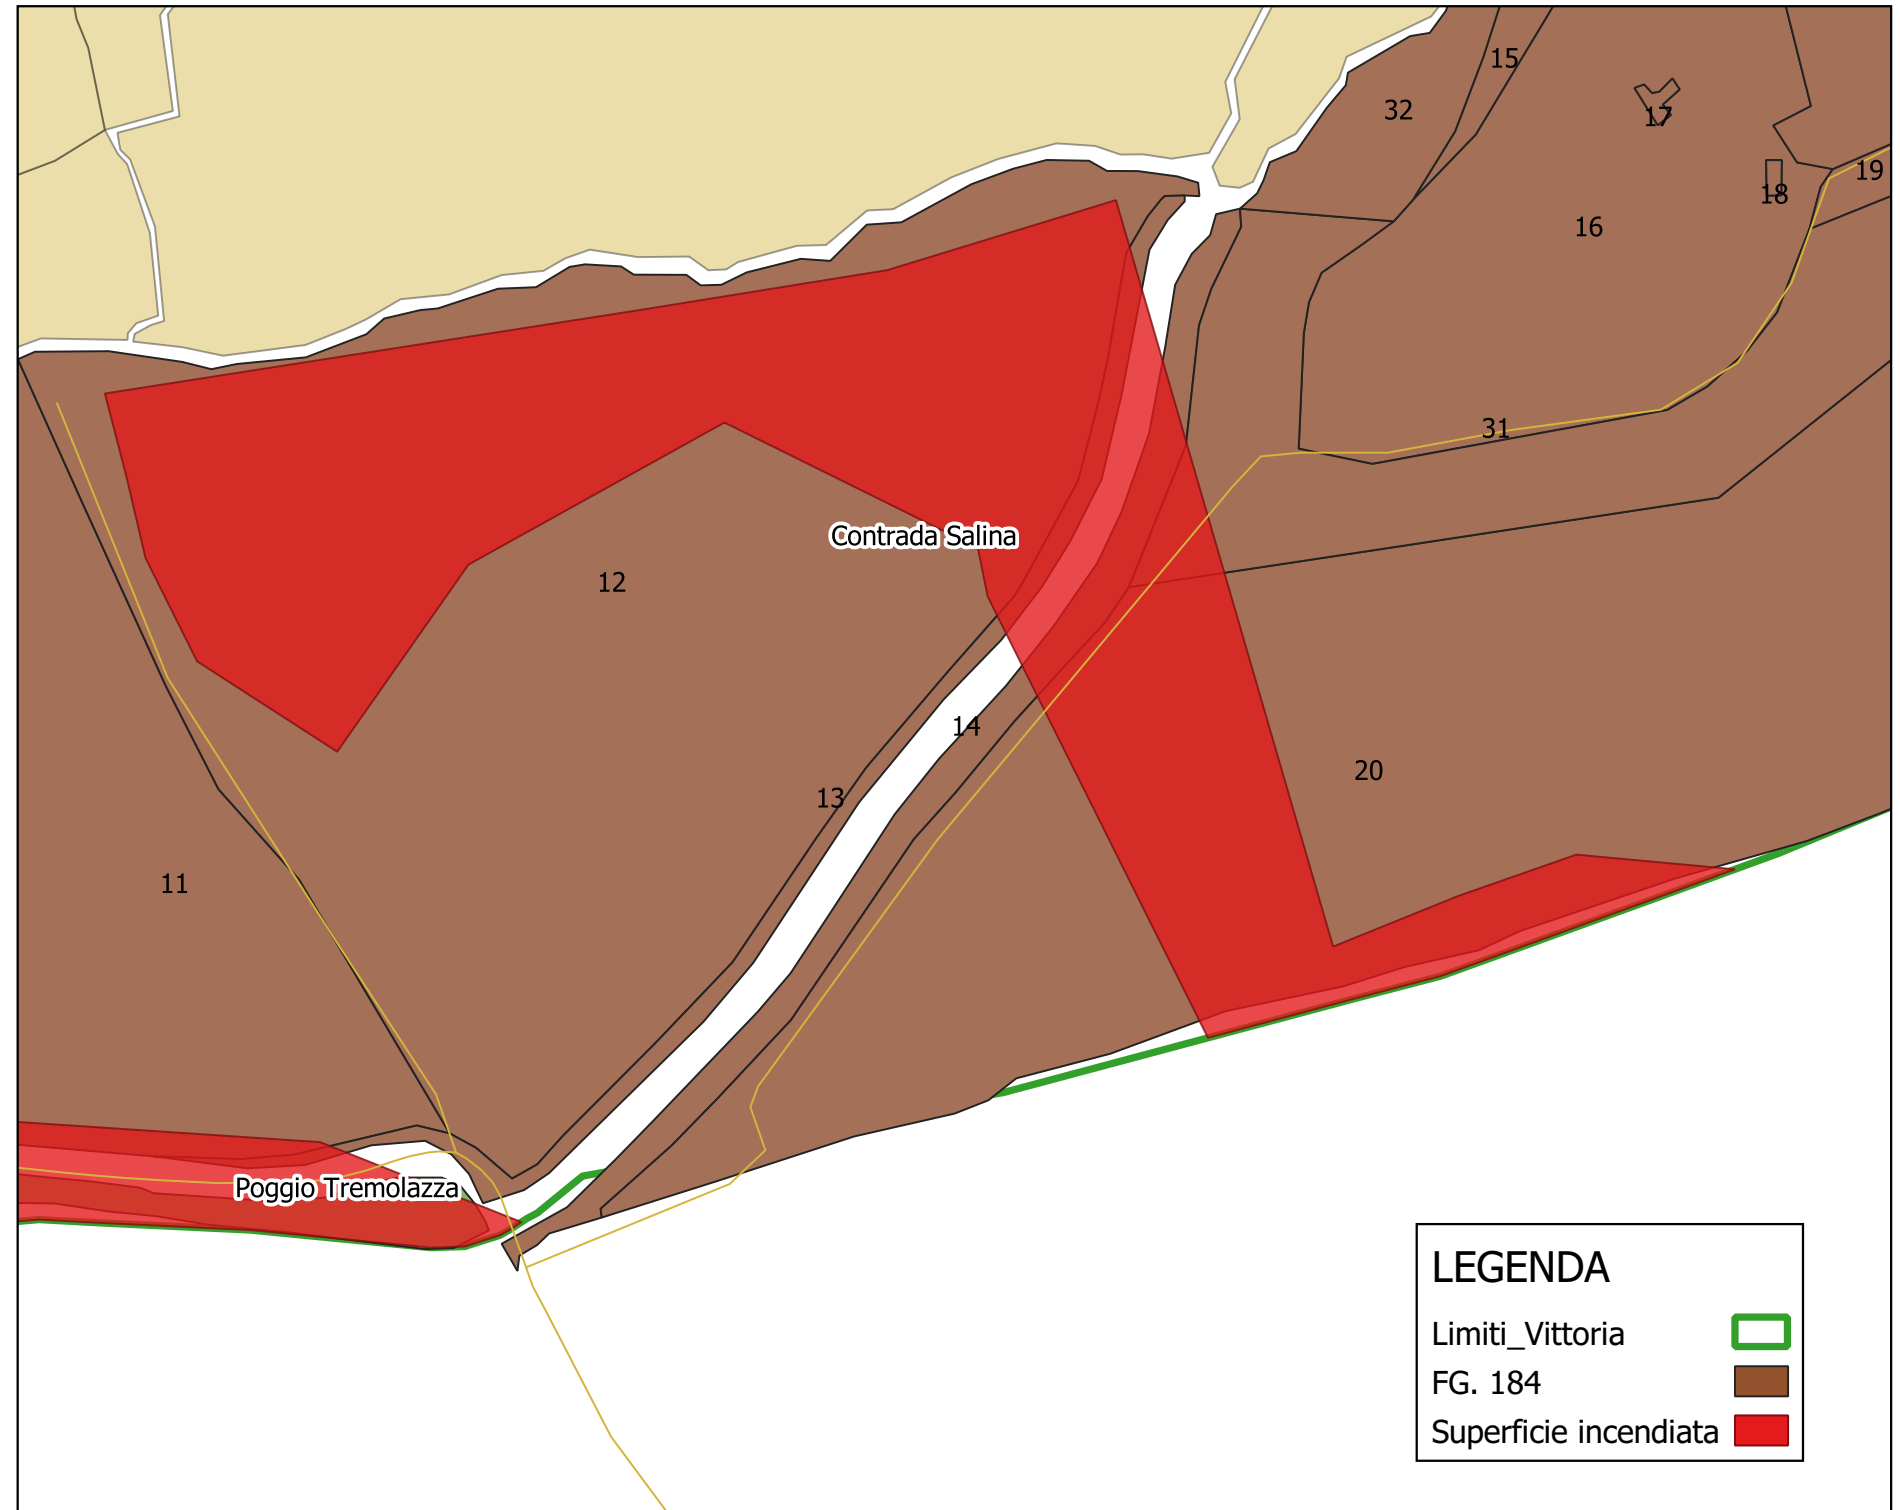 15
32
17
19
18
16
31
Contrada Salina
12
14
20
13
11
Poggio Tremolazza
LEGENDA
Limiti_Vittoria
FG. 184
Superficie incendiata